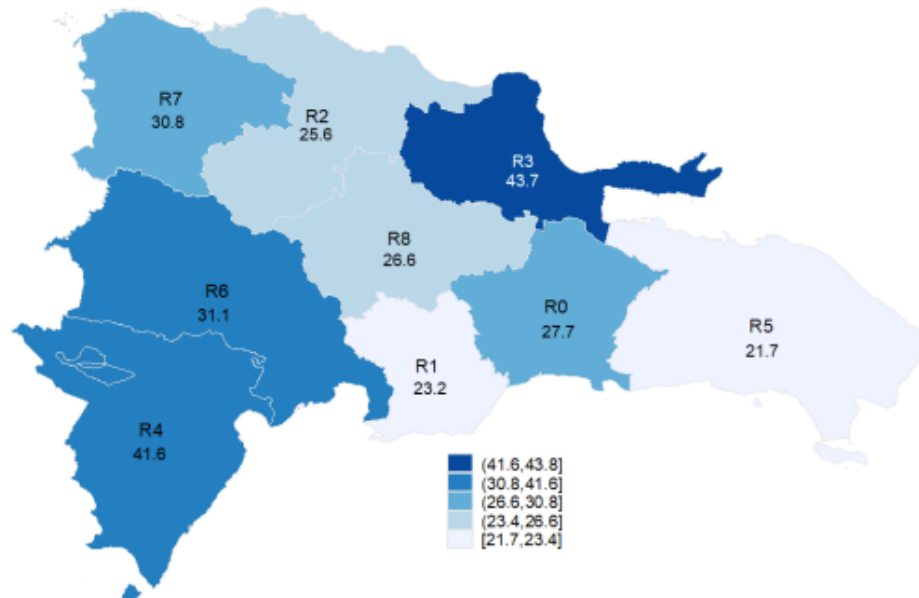 R7
30.8
R2
25.6
R3
43.7
R8
26.6
R6
31.1
R0
27.7
R5
21.7
R1
23.2
R4
41.6
(41.6,43.8]
(30.8,41.6]
(26.6,30.8]
(23.4,26.6]
[21.7,23.4]